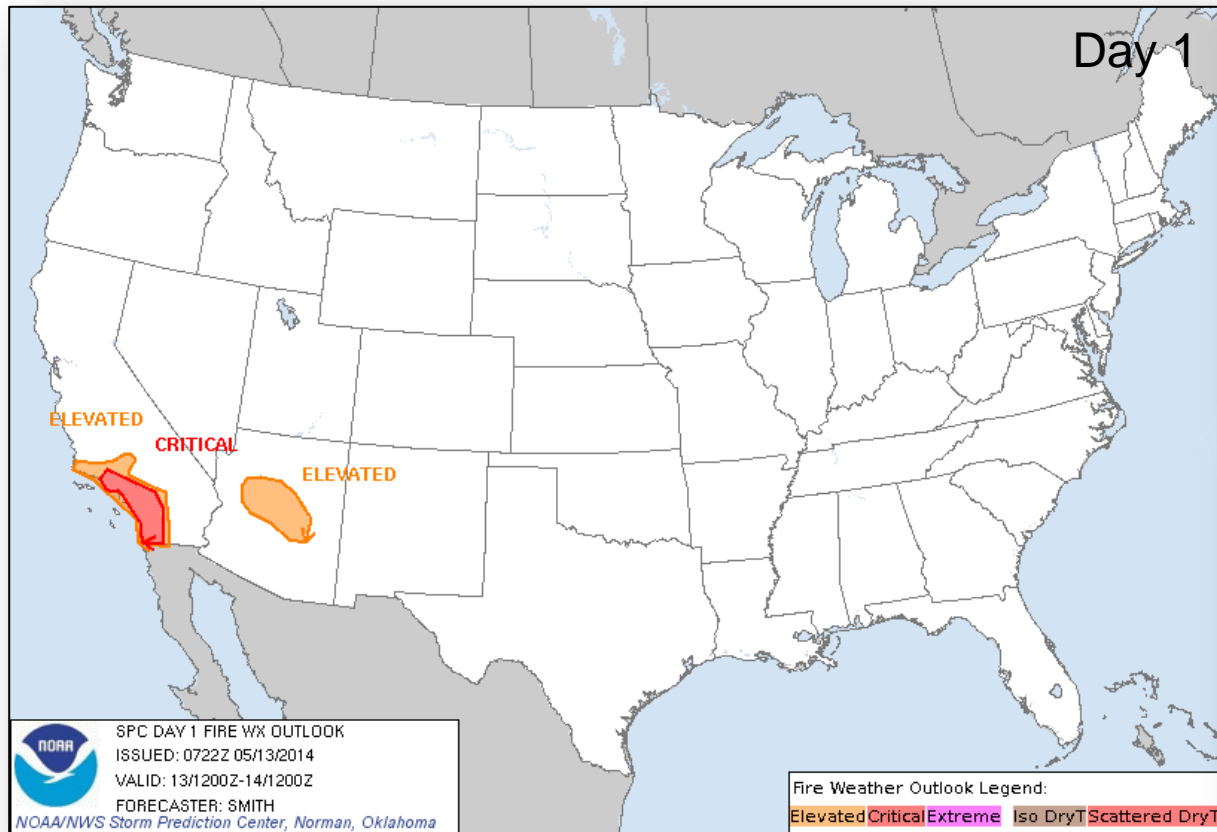 Day 1
ELEVATED
CRITICAL
ELEVATED
NOAA
SPC DAY 1 FIRE WX OUTLOOK
ISSUED: 0722Z 05/13/2014
VALID: 13/1200Z-14/1200Z
FORECASTER: SMITH
NOAA/NWS Storm Prediction Center, Norman, Oklahoma
Fire Weather Outlook Legend:
Elevated Critical Extreme Iso DryT Scattered DryT